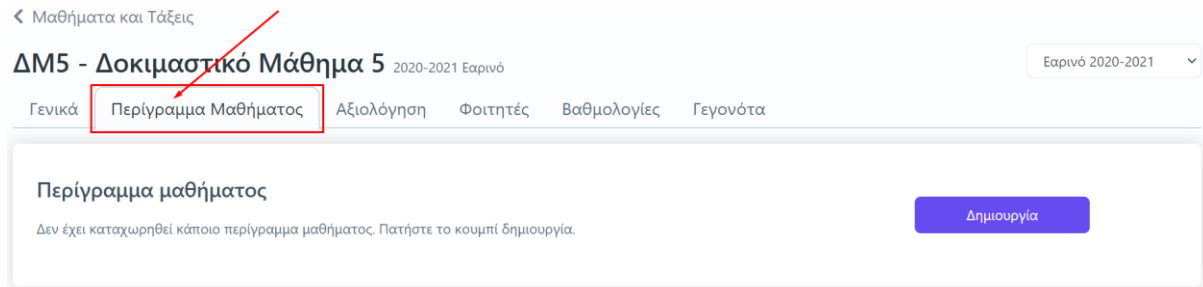 Μαθήματα και Τάξεις
ΔΜ5 - Δοκιμαστικό Μάθημα 5 2020-2021 Εαρινό
Εαρινό 2020-2021
Γενικά Περίγραμμα Μαθήματος Αξιολόγηση Φοιτητές Βαθμολογίες Γεγονότα
Περίγραμμα μαθήματος
Δεν έχει καταχωρηθεί κάποιο περίγραμμα μαθήματος. Πατήστε το κουμπί δημιουργία.
Δημιουργία